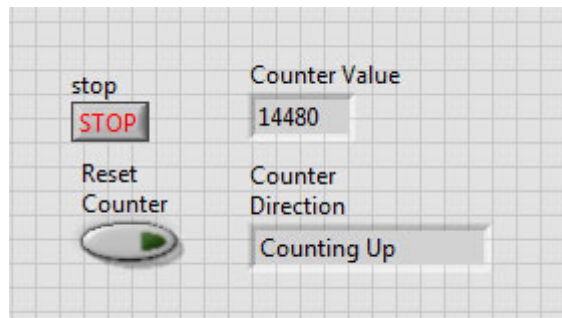 stop
STOP
Reset
Counter
Counter Value
14480
Counter
Direction
Counting Up